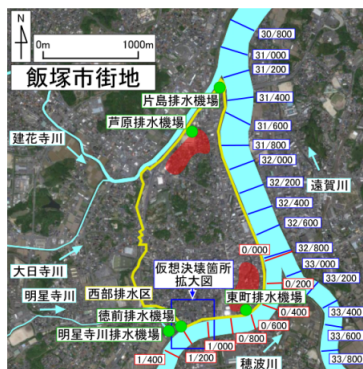 N
0m 1000m
飯塚市街地
片島排水機場
芦原排水機場
建花寺川
遠賀川
大日寺川
明星寺川
西部排水区
仮想決壊箇所
拡大図
徳前排水機場
明星寺川排水機場
東町排水機場
穂波川
30/800
31/000
31/200
31/400
31/600
31/800
32/000
32/200
32/400
32/600
32/800
33/000
33/200
33/400
33/600
33/800
0/000
0/200
0/400
0/600
0/800
1/000
1/200
1/400